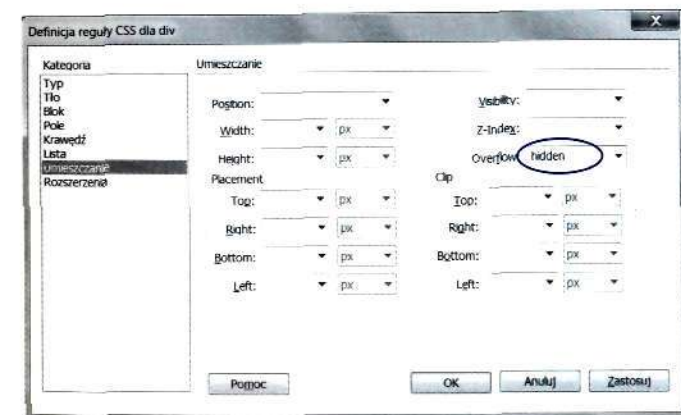 Definicja reguły CSS dla div
X
Kategoria
Typ
Tło
Blok
Pole
Krawędź
Lista
Umieszczanie
Rozszerzenia
Umieszczanie
Position:
Visibility:
Width: px
Z-Index:
Height: px
Overflow hidden
Placement
Clip
Top: px
Top: px
Right: px
Right: px
Bottom: px
Bottom: px
Left: px
Left: px
Pomoc
OK
Anuluj
Zastosuj